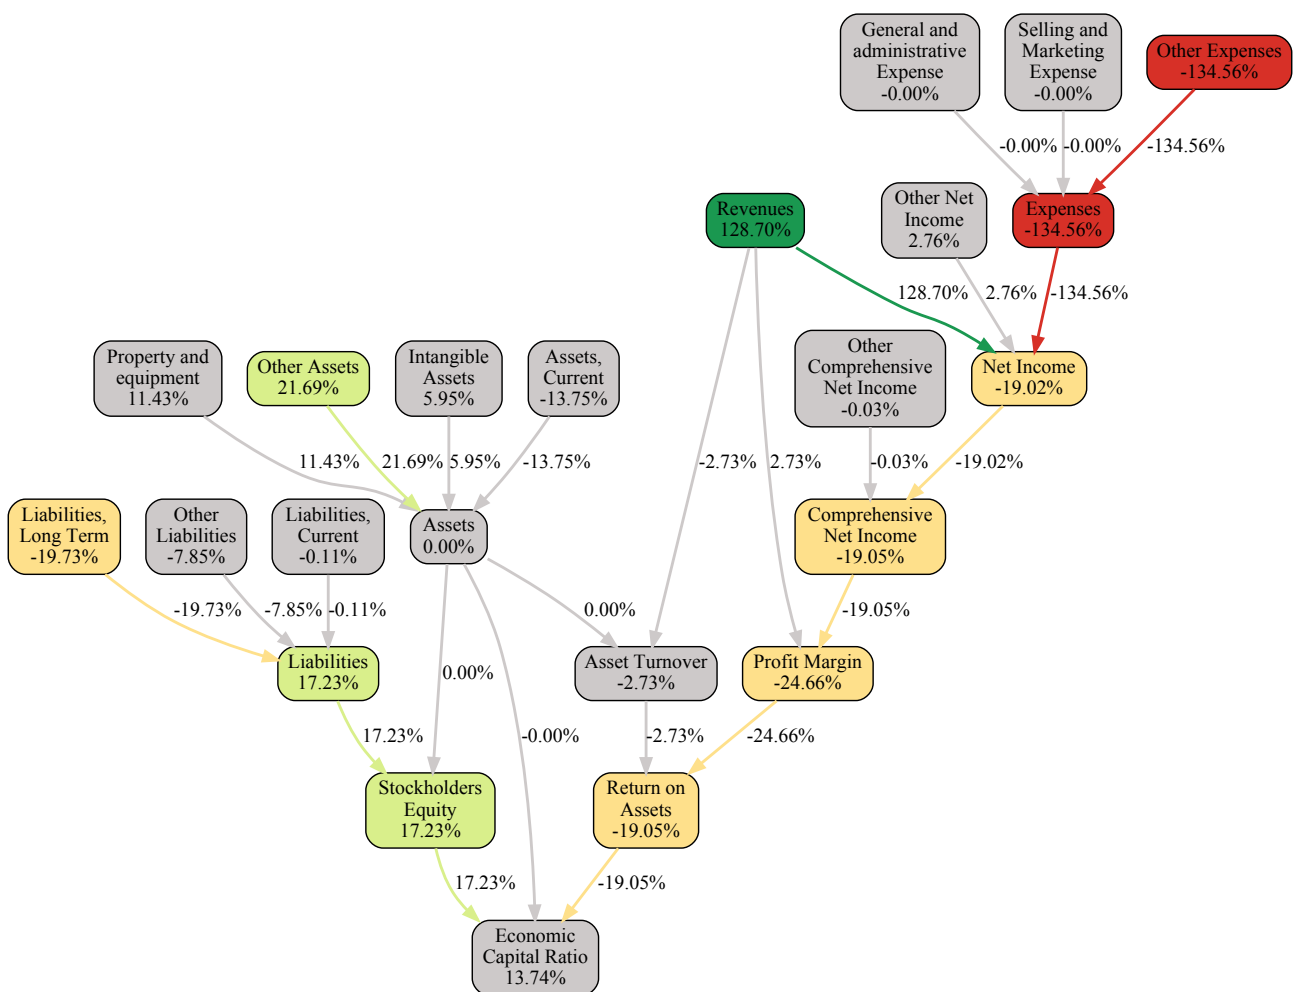 General and
administrative
Expense
-0.00%
Selling and
Marketing
Expense
-0.00%
Other Expenses
-134.56%
-0.00%
-0.00%
-134.56%
Revenues
128.70%
Other Net
Income
2.76%
Expenses
-134.56%
128.70%
2.76%
-134.56%
Property and
equipment
11.43%
Other Assets
21.69%
Intangible
Assets
5.95%
Assets,
Current
-13.75%
Other
Comprehensive
Net Income
-0.03%
Net Income
-19.02%
11.43%
21.69%
5.95%
-13.75%
-2.73%
2.73%
-0.03%
-19.02%
Liabilities,
Long Term
-19.73%
Other
Liabilities
-7.85%
Liabilities,
Current
-0.11%
Assets
0.00%
Comprehensive
Net Income
-19.05%
-19.73%
-7.85%
-0.11%
0.00%
-19.05%
Liabilities
17.23%
Asset Turnover
-2.73%
Profit Margin
-24.66%
0.00%
17.23%
-0.00%
-2.73%
-24.66%
Stockholders
Equity
17.23%
Return on
Assets
-19.05%
17.23%
-19.05%
Economic
Capital Ratio
13.74%